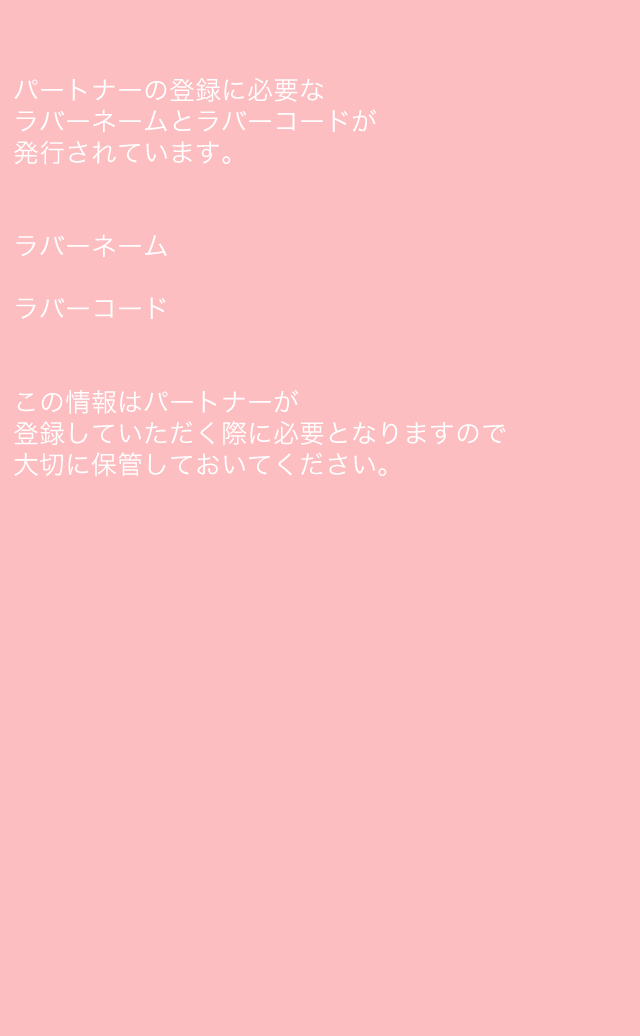 パートナーの登録に必要な
ラバーネームとラバーコードが
発行されています。
ラバーネーム
ラバーコード
この情報はパートナーが
登録していただく際に必要となりますので
大切に保管しておいてください。